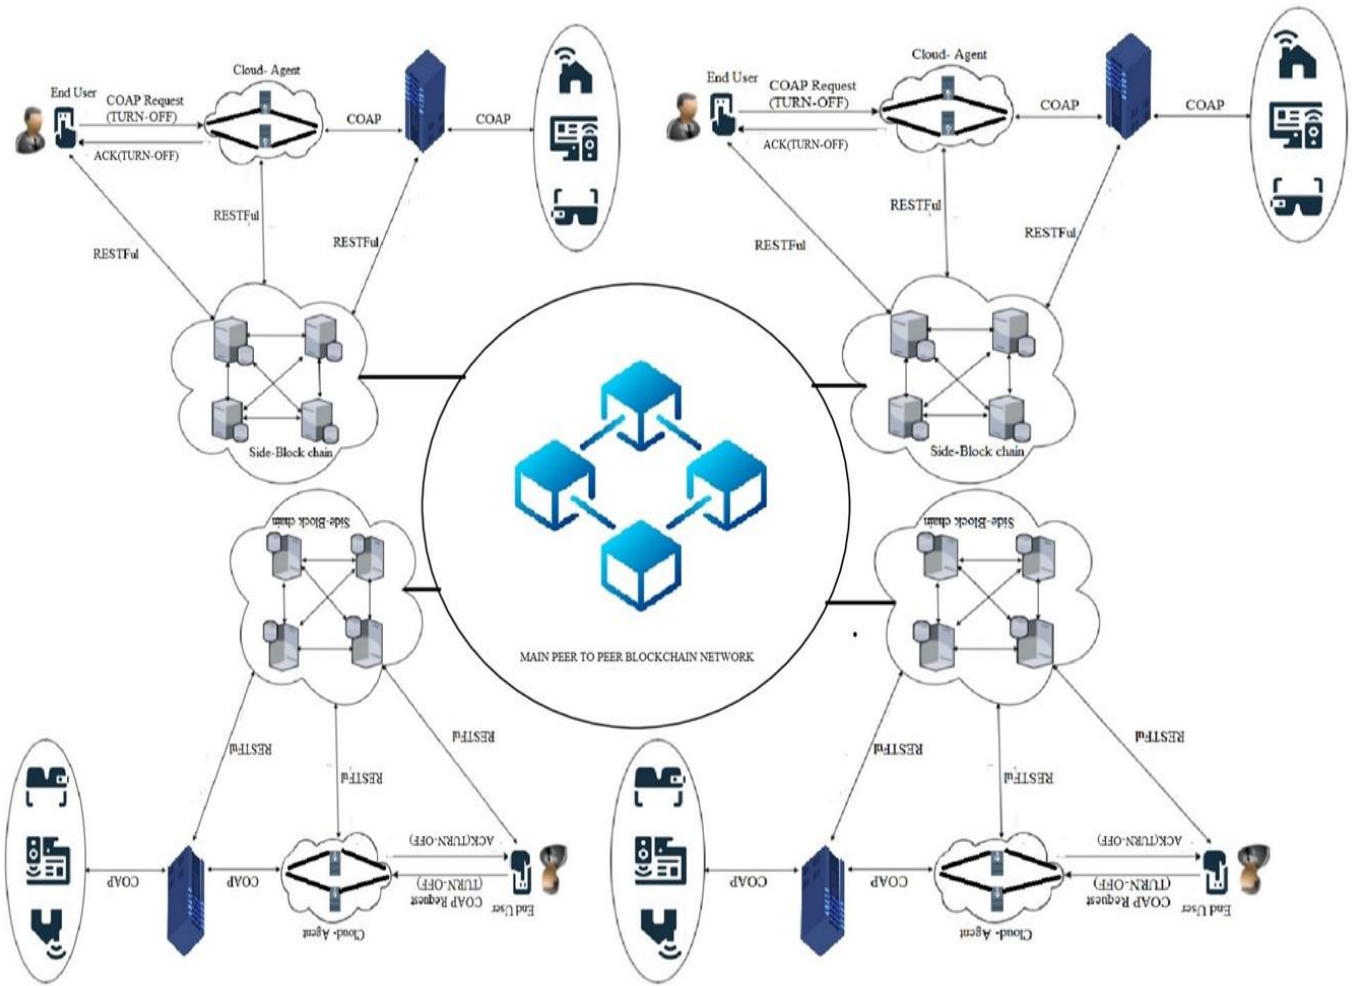 End User
COAP Request
(TURN-OFF)
ACK(TURN-OFF)
Cloud- Agent
COAP
COAP
RESTFul
RESTFul
RESTFul
Side-Block chain
End User
COAP Request
(TURN-OFF)
ACK(TURN-OFF)
Cloud- Agent
COAP
COAP
RESTFul
RESTFul
RESTFul
Side-Block chain
MAIN PEER TO PEER BLOCKCHAIN NETWORK
Side-Block chain
RESTFul
RESTFul
RESTFul
COAP
COAP
ACK(TURN-OFF)
COAP Request
(TURN-OFF)
End User
Cloud- Agent
Side-Block chain
RESTFul
RESTFul
RESTFul
COAP
COAP
ACK(TURN-OFF)
COAP Request
(TURN-OFF)
End User
Cloud- Agent